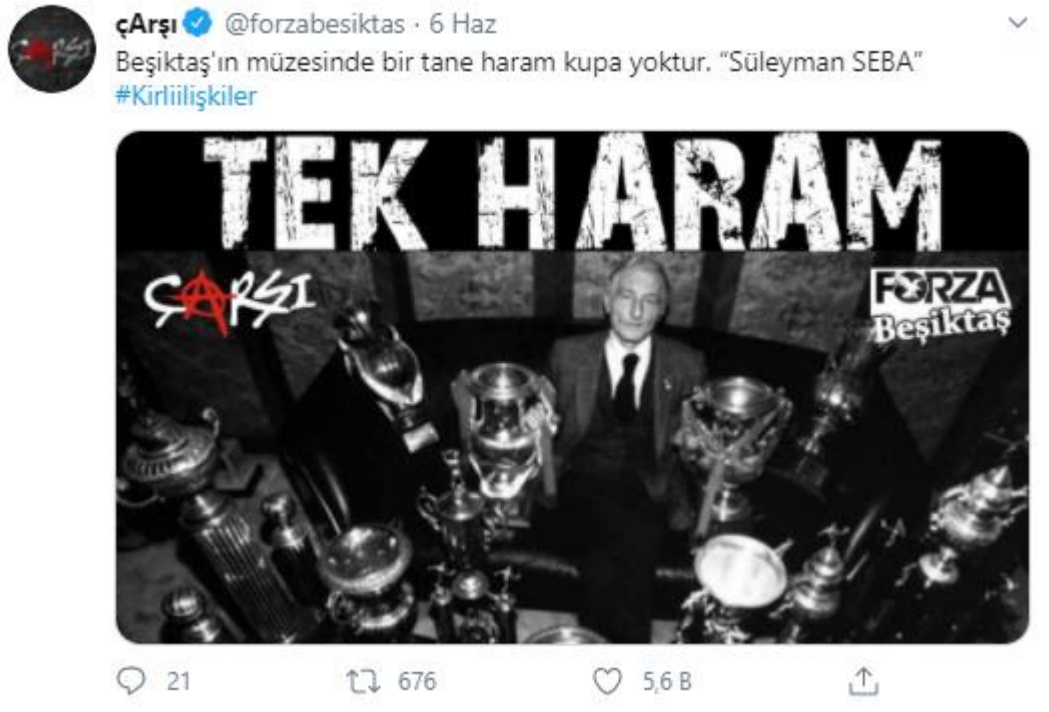 çArşı @forzabesiktas · 6 Haz
Beşiktaş'ın müzesinde bir tane haram kupa yoktur. “Süleyman SEBA”
#Kirliilişkiler
TEK HARAM
ÇARŞI
FORZA
Beşiktaş
21 676 5,6 B